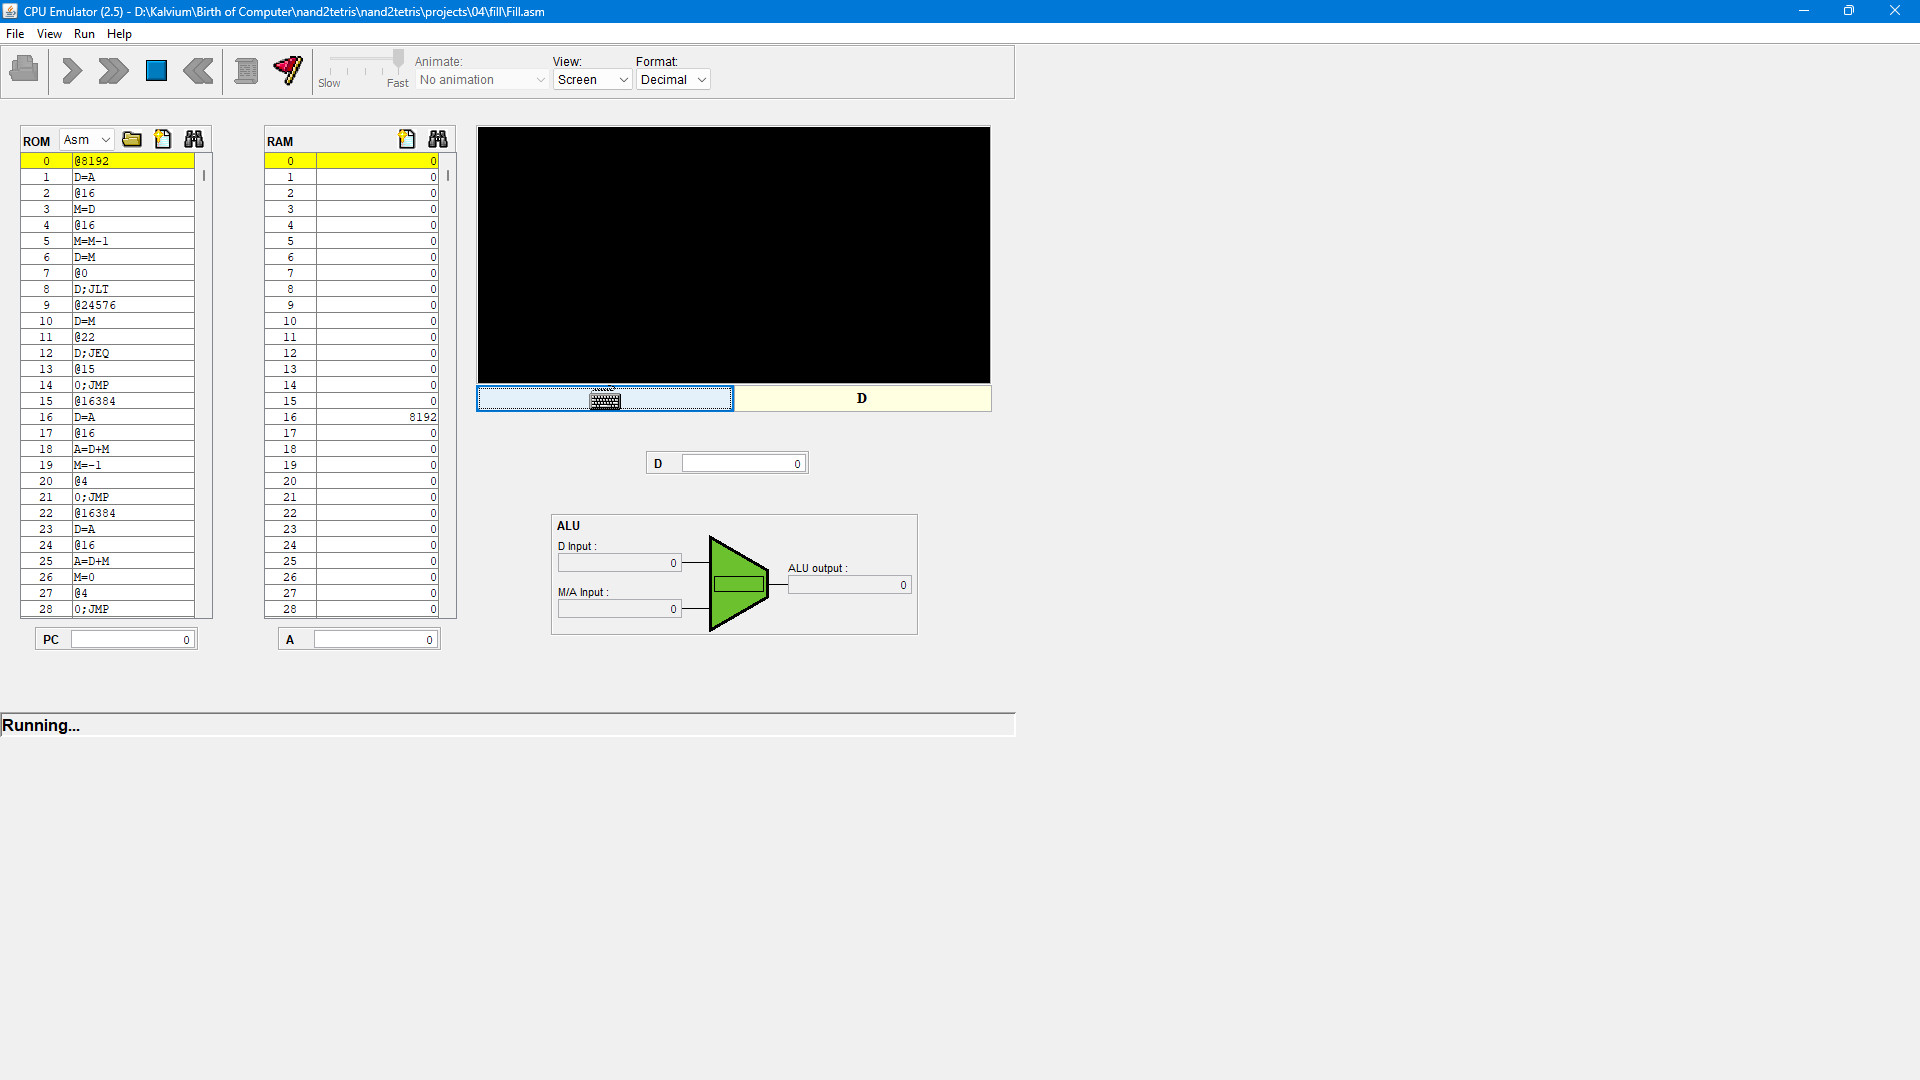 CPU Emulator (2.5) - D:\Kalvium\Birth of Computer\nand2tetris\nand2tetris\projects\04\fill\Fill.asm
File View Run Help
Slow Fast
Animate:
No animation
View:
Screen
Format:
Decimal
ROM Asm
0 @8192
1 D=A
2 @16
3 M=D
4 @16
5 M=M-1
6 D=M
7 @0
8 D;JLT
9 @24576
10 D=M
11 @22
12 D;JEQ
13 @15
14 0;JMP
15 @16384
16 D=A
17 @16
18 A=D+M
19 M=-1
20 @4
21 0;JMP
22 @16384
23 D=A
24 @16
25 A=D+M
26 M=0
27 @4
28 0;JMP
PC 0
RAM
0 0
1 0
2 0
3 0
4 0
5 0
6 0
7 0
8 0
9 0
10 0
11 0
12 0
13 0
14 0
15 0
16 8192
17 0
18 0
19 0
20 0
21 0
22 0
23 0
24 0
25 0
26 0
27 0
28 0
A 0
D
D 0
ALU
D Input :
0
M/A Input :
0
ALU output :
0
Running...